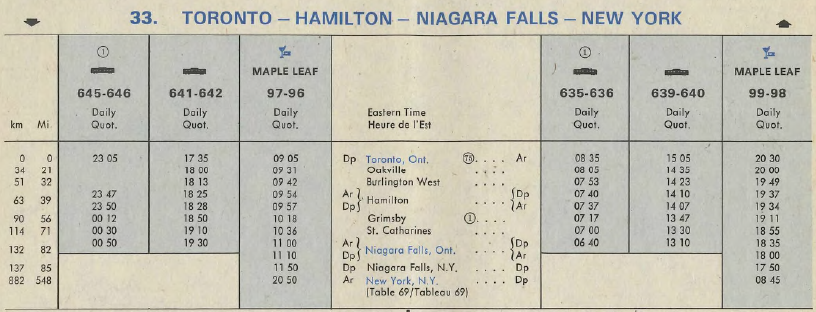 33. TORONTO – HAMILTON – NIAGARA FALLS – NEW YORK
① ①
MAPLE LEAF MAPLE LEAF
645-646 641-642 97-96 635-636 639-640 99-98
Daily Daily Daily Eastern Time Daily Daily Daily
km Mi. Quot. Quot. Quot. Heure de l'Est Quot. Quot. Quot.
0 0 23 05 17 35 09 05 Dp Toronto, Ont. (TD) . . . . Ar 08 35 15 05 20 30
34 21 18 00 09 31 Oakville . . . . 08 05 14 35 20 00
51 32 18 13 09 42 Burlington West . . . . 07 53 14 23 19 49
63 39 23 47 18 25 09 54 Ar } Hamilton . . . . { Dp 07 40 14 10 19 37
23 50 18 28 09 57 Dp } { Ar 07 37 14 07 19 34
90 56 00 12 18 50 10 18 Grimsby ① . . . . 07 17 13 47 19 11
114 71 00 30 19 10 10 36 St. Catharines . . . . 07 00 13 30 18 55
132 82 00 50 19 30 11 00 Ar } Niagara Falls, Ont. . . . . { Dp 06 40 13 10 18 35
11 10 Dp } { Ar 18 00
137 85 11 50 Dp Niagara Falls, N.Y. . . . . Dp 17 50
882 548 20 50 Ar New York, N.Y. . . . . Dp 08 45
(Table 69/Tableau 69)